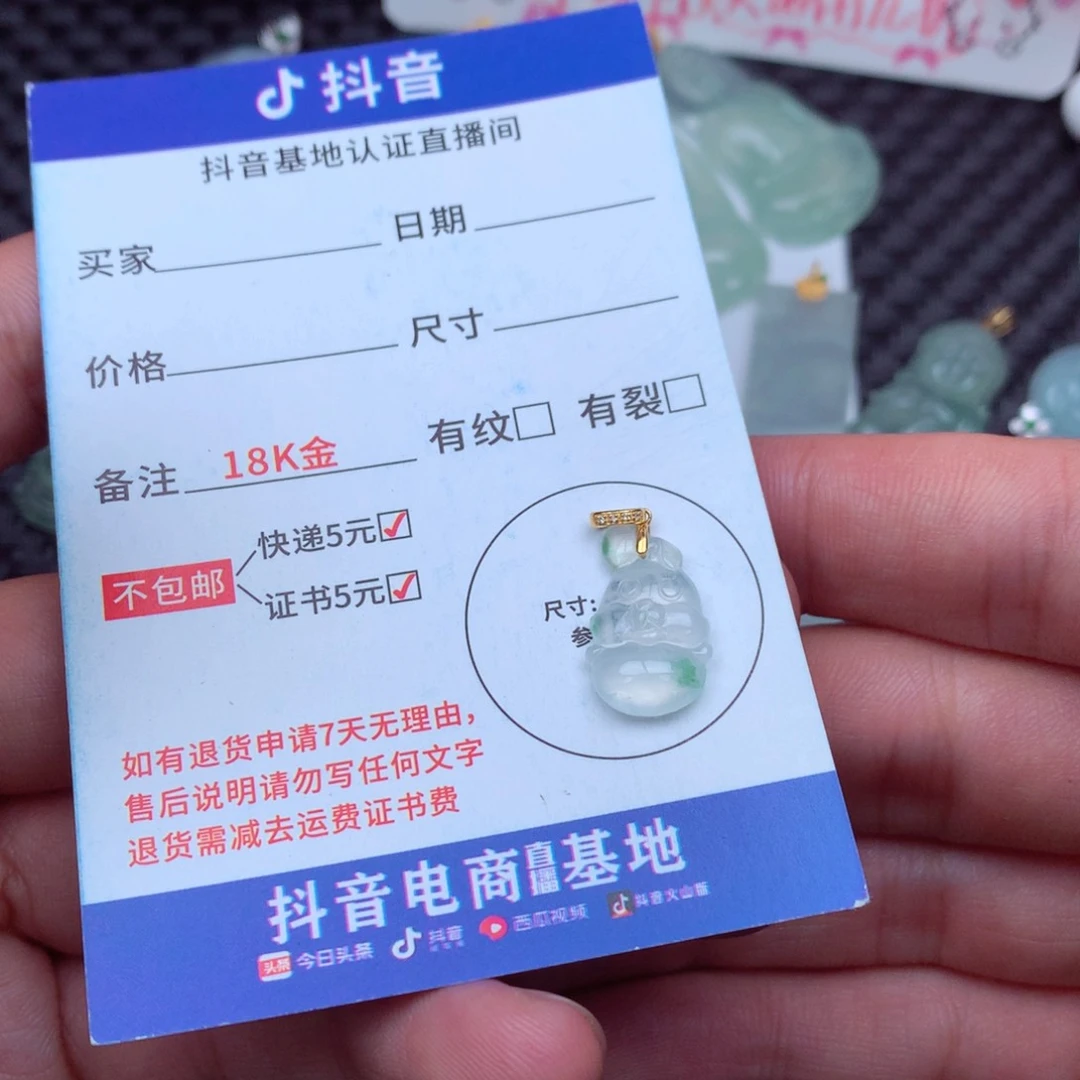 抖音
抖音基地认证直播间
买家 日期
价格 尺寸
备注 18K金 有纹 有裂
不包邮
快递5元
证书5元
尺寸:
参
如有退货申请7天无理由,
售后说明请勿写任何文字
退货需减去运费证书费
抖音电商直播基地
头条 今日头条 抖音 西瓜视频 抖音火山版